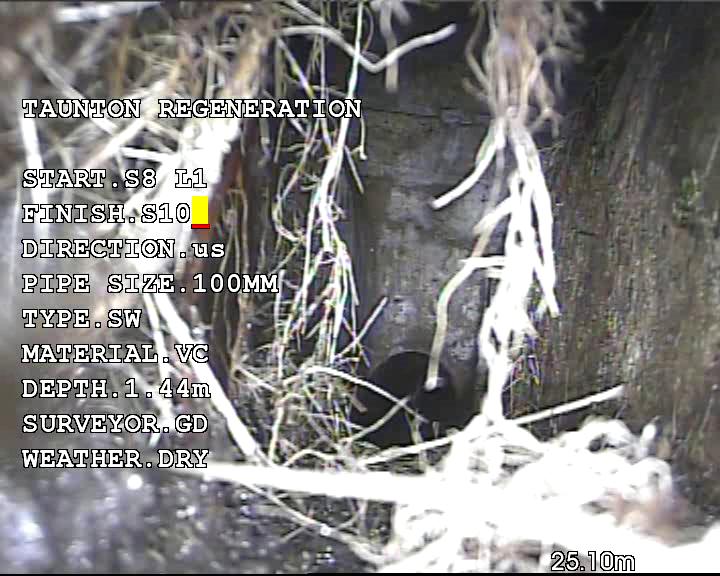 TAUNTON REGENERATION
START.S8 L1
FINISH.S10
DIRECTION.us
PIPE SIZE.100MM
TYPE.SW
MATERIAL.VC
DEPTH.1.44m
SURVEYOR.GD
WEATHER.DRY
25.10m